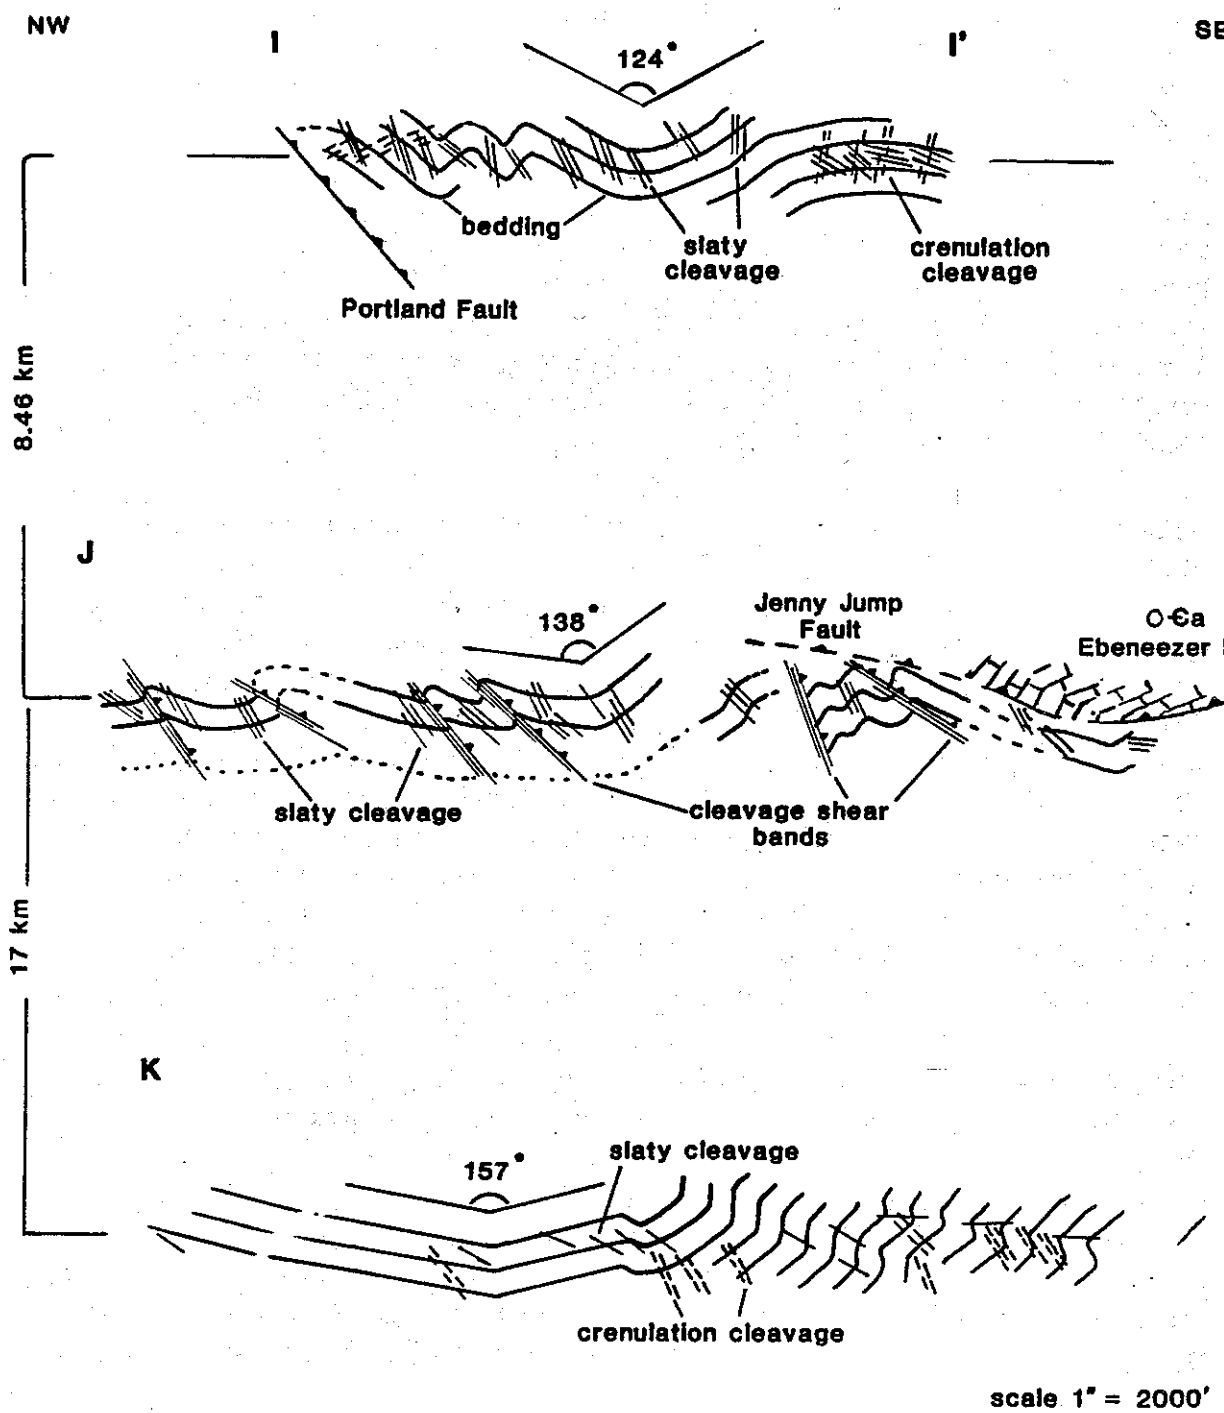 NW
I
124°
I'
SE
bedding
slaty
cleavage
crenulation
cleavage
Portland Fault
8.46 km
J
138°
Jenny Jump
Fault
O-Єa
Ebeneezer
slaty cleavage
cleavage shear
bands
17 km
K
157°
slaty cleavage
crenulation cleavage
scale 1" = 2000'